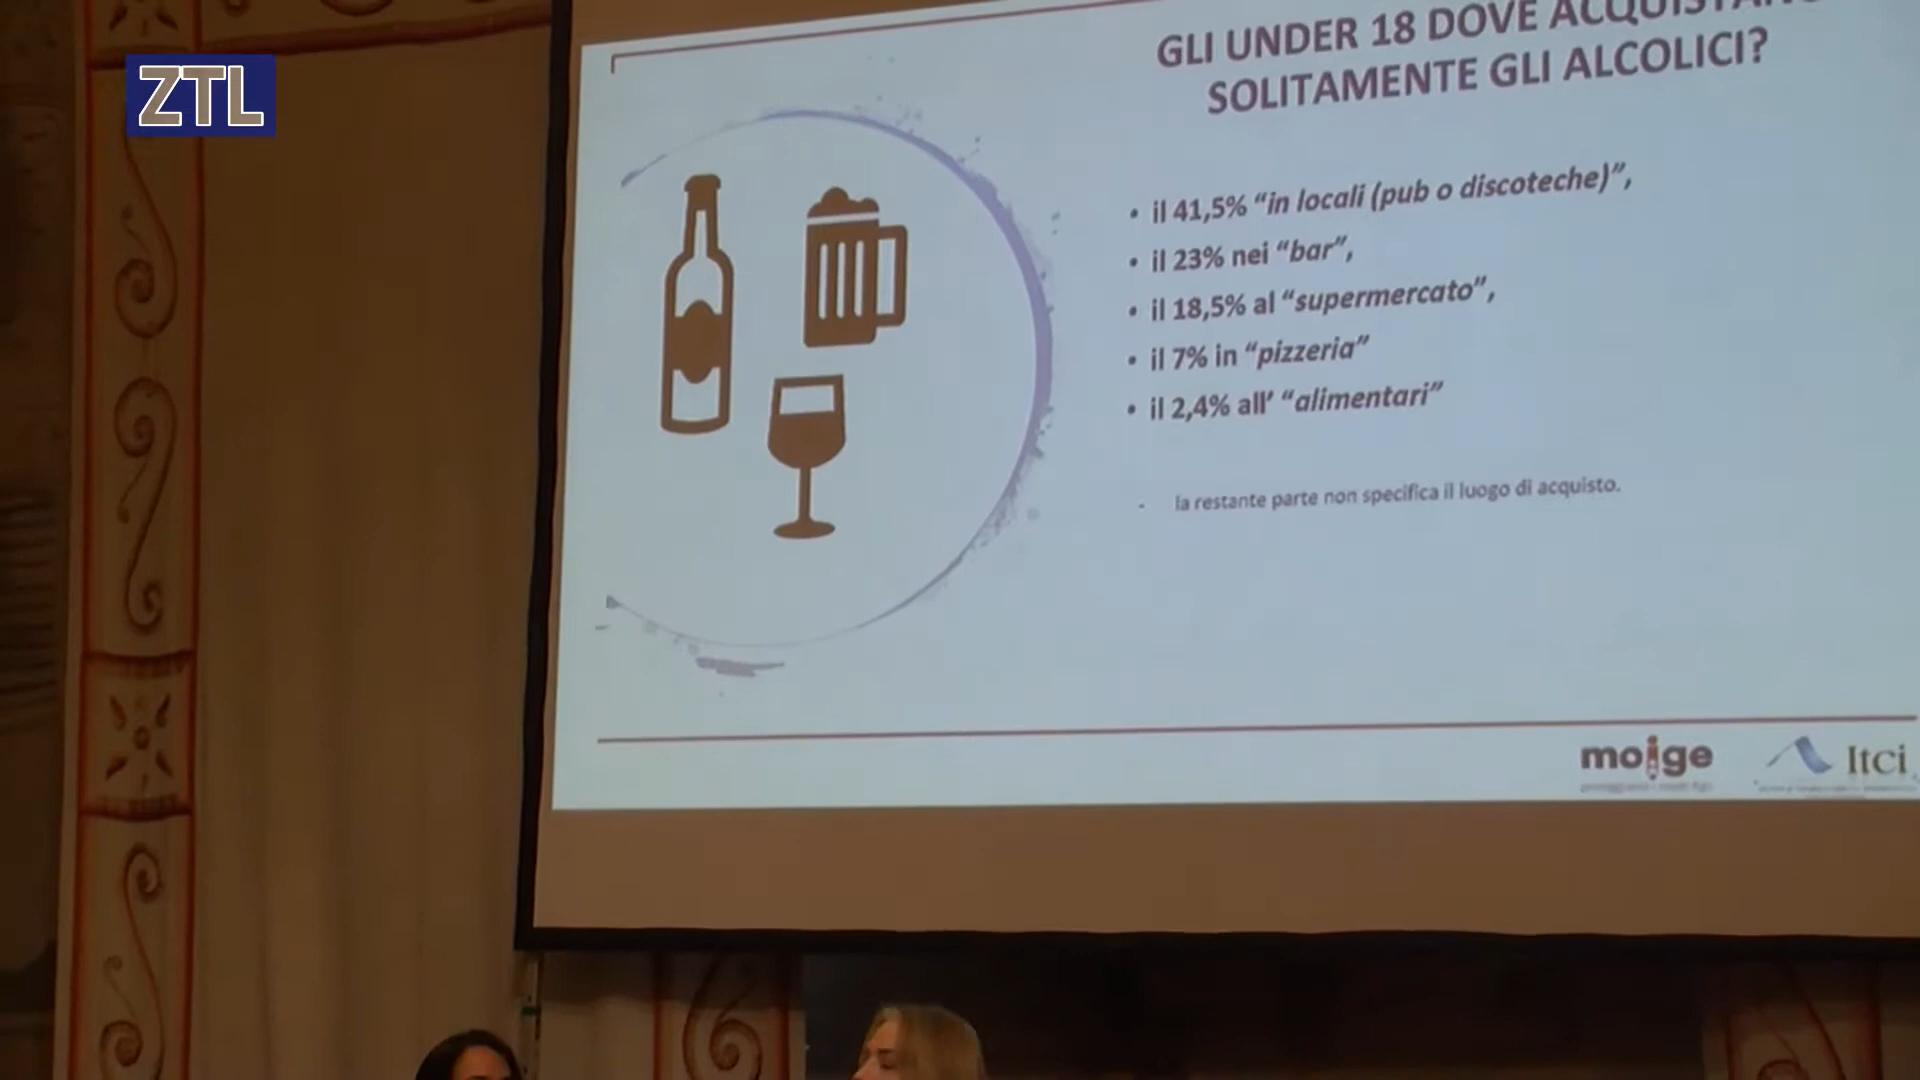 ZTL
GLI UNDER 18 DOVE ACQUISTANO
SOLITAMENTE GLI ALCOLICI?
• il 41,5% “in locali (pub o discoteche)”,
• il 23% nei “bar”,
• il 18,5% al “supermercato”,
• il 7% in “pizzeria”
• il 2,4% all’ “alimentari”
- la restante parte non specifica il luogo di acquisto.
moige
Itci